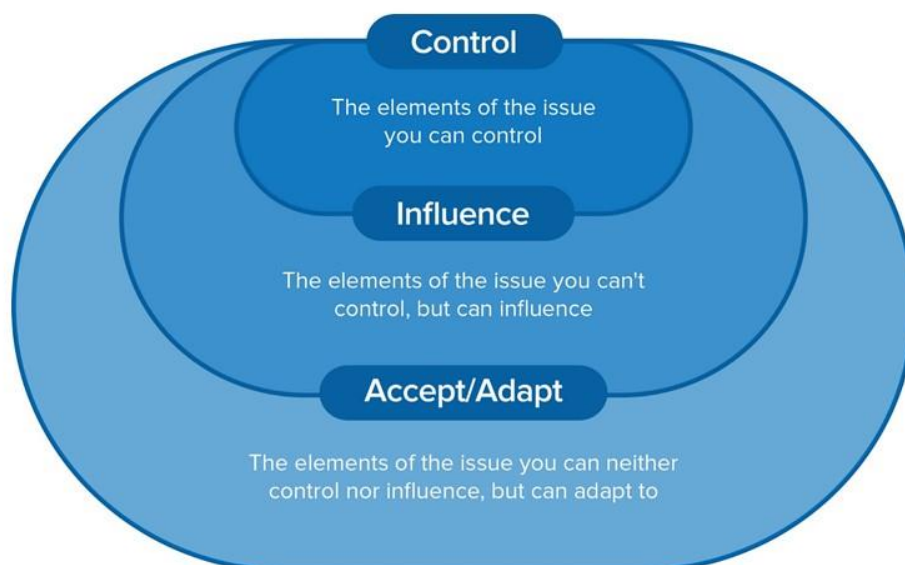 Control
The elements of the issue
you can control
Influence
The elements of the issue you can't
control, but can influence
Accept/Adapt
The elements of the issue you can neither
control nor influence, but can adapt to